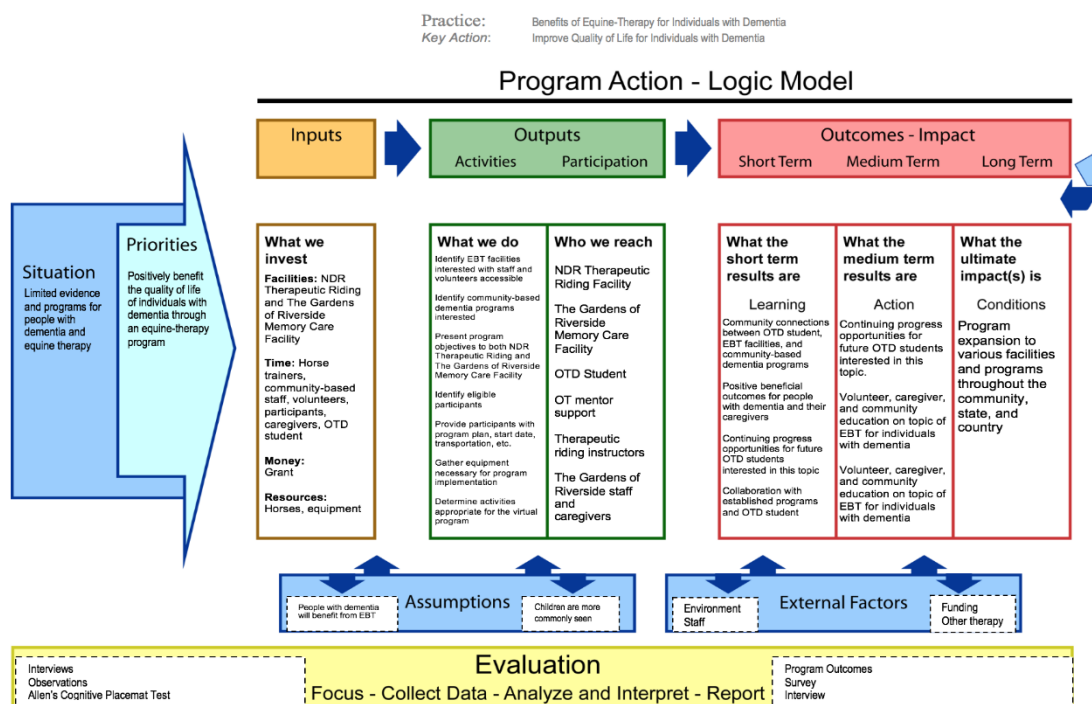 Practice: Benefits of Equine-Therapy for Individuals with Dementia
Key Action: Improve Quality of Life for Individuals with Dementia
Program Action - Logic Model
Inputs
Outputs
Activities Participation
Outcomes - Impact
Short Term Medium Term Long Term
Situation
Limited evidence
and programs for
people with
dementia and
equine therapy
Priorities
Positively benefit
the quality of life
of individuals with
dementia through
an equine-therapy
program
What we
invest
Facilities: NDR
Therapeutic Riding
and The Gardens
of Riverside
Memory Care
Facility
Time: Horse
trainers,
community-based
staff, volunteers,
participants,
caregivers, OTD
student
Money:
Grant
Resources:
Horses, equipment
What we do
Identify EBT facilities
interested with staff and
volunteers accessible
Identify community-based
dementia programs
interested
Present program
objectives to both NDR
Therapeutic Riding and
The Gardens of Riverside
Memory Care Facility
Identify eligible
participants
Provide participants with
program plan, start date,
transportation, etc.
Gather equipment
necessary for program
implementation
Determine activities
appropriate for the virtual
program
Who we reach
NDR Therapeutic
Riding Facility
The Gardens of
Riverside
Memory Care
Facility
OTD Student
OT mentor
support
Therapeutic
riding instructors
The Gardens of
Riverside staff
and
caregivers
What the
short term
results are
Learning
Community connections
between OTD student,
EBT facilities, and
community-based
dementia programs
Positive beneficial
outcomes for people
with dementia and their
caregivers
Continuing progress
opportunities for future
OTD students
interested in this topic
Collaboration with
established programs
and OTD student
What the
medium term
results are
Action
Continuing progress
opportunities for
future OTD students
interested in this
topic.
Volunteer, caregiver,
and community
education on topic of
EBT for individuals
with dementia
Volunteer, caregiver,
and community
education on topic of
EBT for individuals
with dementia
What the
ultimate
impact(s) is
Conditions
Program
expansion to
various facilities
and programs
throughout the
community,
state, and
country
Assumptions
People with dementia
will benefit from EBT
Children are more
commonly seen
External Factors
Environment
Staff
Funding
Other therapy
Evaluation
Focus - Collect Data - Analyze and Interpret - Report
Interviews
Observations
Allen's Cognitive Placemat Test
Program Outcomes
Survey
Interview